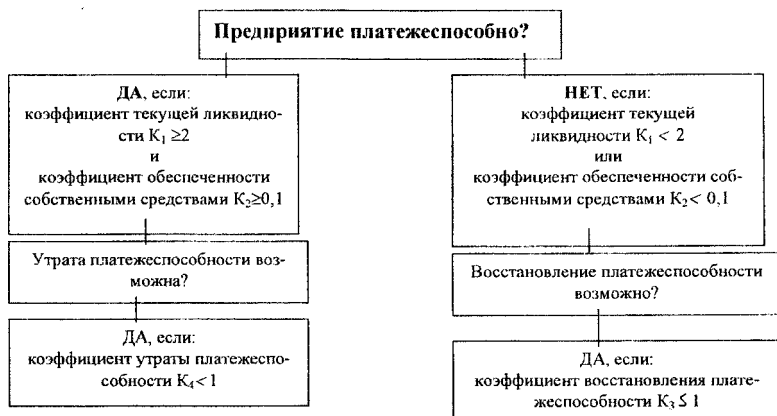 Предприятие платежеспособно?
ДА, если:
коэффициент текущей ликвидно-
сти К₁ ≥2
и
коэффициент обеспеченности
собственными средствами К₂≥0,1
Утрата платежеспособности воз-
можна?
ДА, если:
коэффициент утраты платежеспо-
собности К₄<1
НЕТ, если:
коэффициент текущей
ликвидности К₁ < 2
или
коэффициент обеспеченности соб-
ственными средствами К₂< 0,1
Восстановление платежеспособности
возможно?
ДА, если:
коэффициент восстановления плате-
жеспособности К₃ ≤ 1